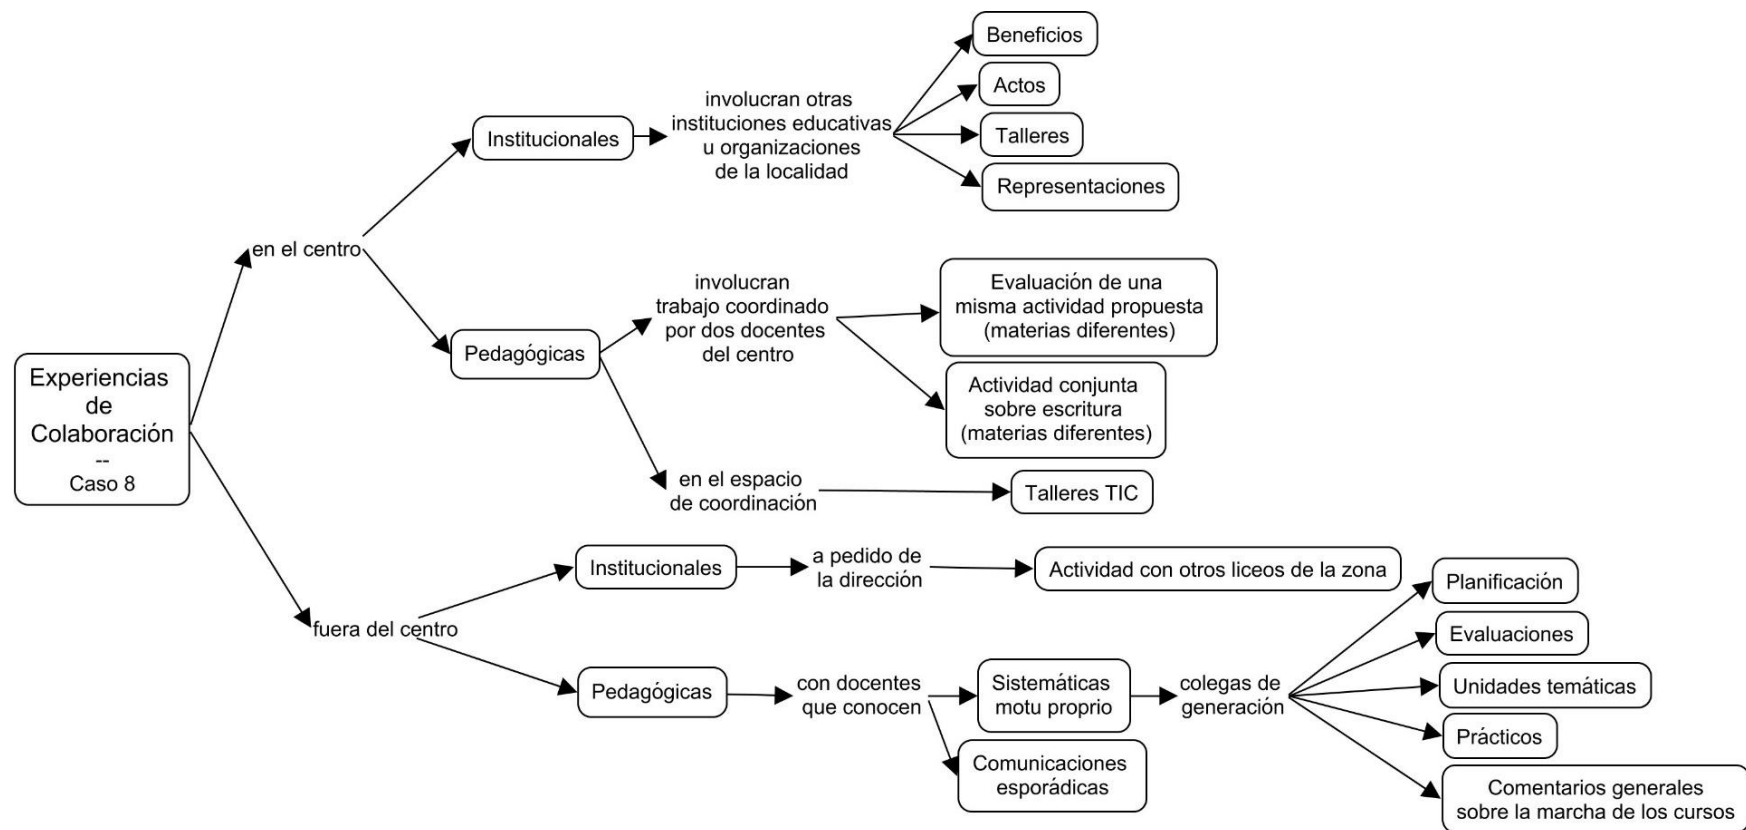 Experiencias
de
Colaboración
--
Caso 8
en el centro
Institucionales
involucran otras
instituciones educativas
u organizaciones
de la localidad
Beneficios
Actos
Talleres
Representaciones
Pedagógicas
involucran
trabajo coordinado
por dos docentes
del centro
Evaluación de una
misma actividad propuesta
(materias diferentes)
Actividad conjunta
sobre escritura
(materias diferentes)
en el espacio
de coordinación
Talleres TIC
fuera del centro
Institucionales
a pedido de
la dirección
Actividad con otros liceos de la zona
Pedagógicas
con docentes
que conocen
Sistemáticas
motu proprio
colegas de
generación
Planificación
Evaluaciones
Unidades temáticas
Prácticos
Comentarios generales
sobre la marcha de los cursos
Comunicaciones
esporádicas